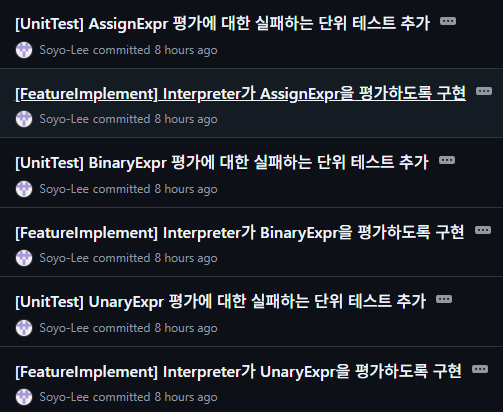 [UnitTest] AssignExpr 평가에 대한 실패하는 단위 테스트 추가
Soyo-Lee committed 8 hours ago
[FeatureImplement] Interpreter가 AssignExpr을 평가하도록 구현
Soyo-Lee committed 8 hours ago
[UnitTest] BinaryExpr 평가에 대한 실패하는 단위 테스트 추가
Soyo-Lee committed 8 hours ago
[FeatureImplement] Interpreter가 BinaryExpr을 평가하도록 구현
Soyo-Lee committed 8 hours ago
[UnitTest] UnaryExpr 평가에 대한 실패하는 단위 테스트 추가
Soyo-Lee committed 8 hours ago
[FeatureImplement] Interpreter가 UnaryExpr을 평가하도록 구현
Soyo-Lee committed 8 hours ago